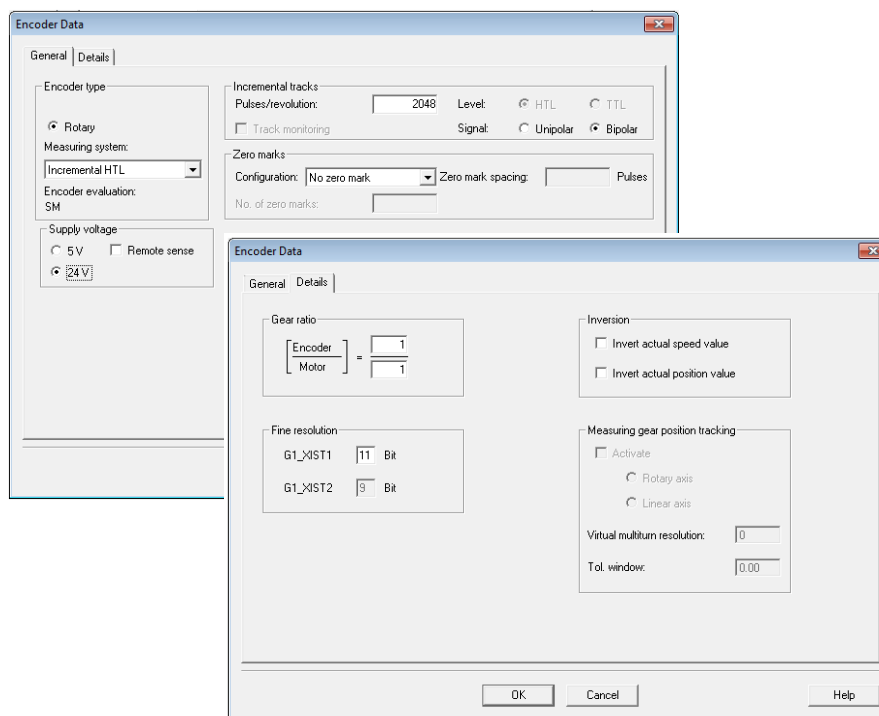 Encoder Data
General Details
Encoder type
Rotary
Measuring system:
Incremental HTL
Encoder evaluation:
SM
Supply voltage
5 V Remote sense
24 V
Incremental tracks
Pulses/revolution: 2048 Level: HTL TTL
Track monitoring Signal: Unipolar Bipolar
Zero marks
Configuration: No zero mark Zero mark spacing: Pulses
No. of zero marks:
Encoder Data
General Details
Gear ratio
Encoder
Motor
=
1
1
Fine resolution
G1_XIST1 11 Bit
G1_XIST2 9 Bit
Inversion
Invert actual speed value
Invert actual position value
Measuring gear position tracking
Activate
Rotary axis
Linear axis
Virtual multiturn resolution: 0
Tol. window: 0.00
OK Cancel Help